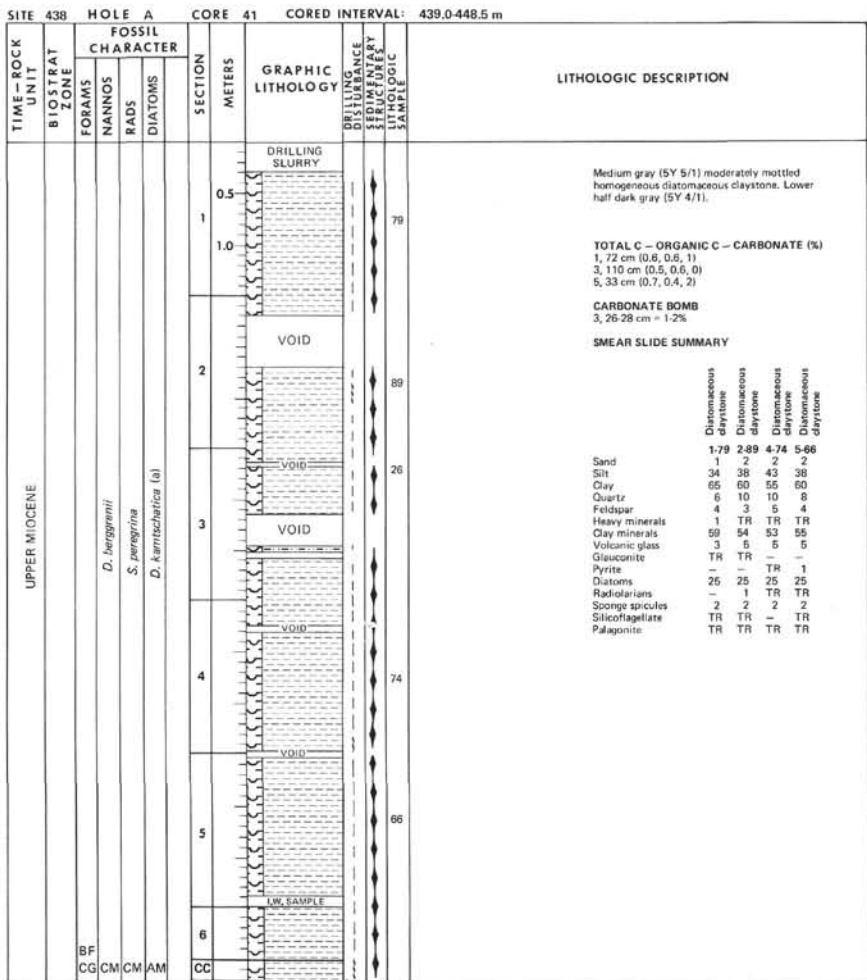 SITE 438 HOLE A CORE 41 CORED INTERVAL: 439.0-448.5 m
TIME–ROCK UNIT
BIOSTRAT ZONE
FOSSIL CHARACTER
FORAMS
NANNOS
RADS
DIATOMS
SECTION
METERS
GRAPHIC LITHOLOGY
DRILLING DISTURBANCE
SEDIMENTARY STRUCTURES
LITHOLOGIC SAMPLE
LITHOLOGIC DESCRIPTION
UPPER MIOCENE
D. berggrenii
S. peregrina
D. kamtschatica (a)
BF
CG CM CM AM
1
2
3
4
5
6
CC
0.5
1.0
DRILLING
SLURRY
VOID
VOID
VOID
VOID
VOID
I.W. SAMPLE
79
89
26
74
66
Medium gray (5Y 5/1) moderately mottled
homogeneous diatomaceous claystone. Lower
half dark gray (5Y 4/1).
TOTAL C – ORGANIC C – CARBONATE (%)
1, 72 cm (0.6, 0.6, 1)
3, 110 cm (0.5, 0.6, 0)
5, 33 cm (0.7, 0.4, 2)
CARBONATE BOMB
3, 26-28 cm = 1-2%
SMEAR SLIDE SUMMARY
Diatomaceous claystone
Diatomaceous claystone
Diatomaceous claystone
Diatomaceous claystone
1-79 2-89 4-74 5-66
Sand 1 2 2 2
Silt 34 38 43 38
Clay 65 60 55 60
Quartz 6 10 10 8
Feldspar 4 3 5 4
Heavy minerals 1 TR TR TR
Clay minerals 59 54 53 55
Volcanic glass 3 5 5 5
Glauconite TR TR – –
Pyrite – – TR 1
Diatoms 25 25 25 25
Radiolarians – 1 TR TR
Sponge spicules 2 2 2 2
Silicoflagellate TR TR – TR
Palagonite TR TR TR TR